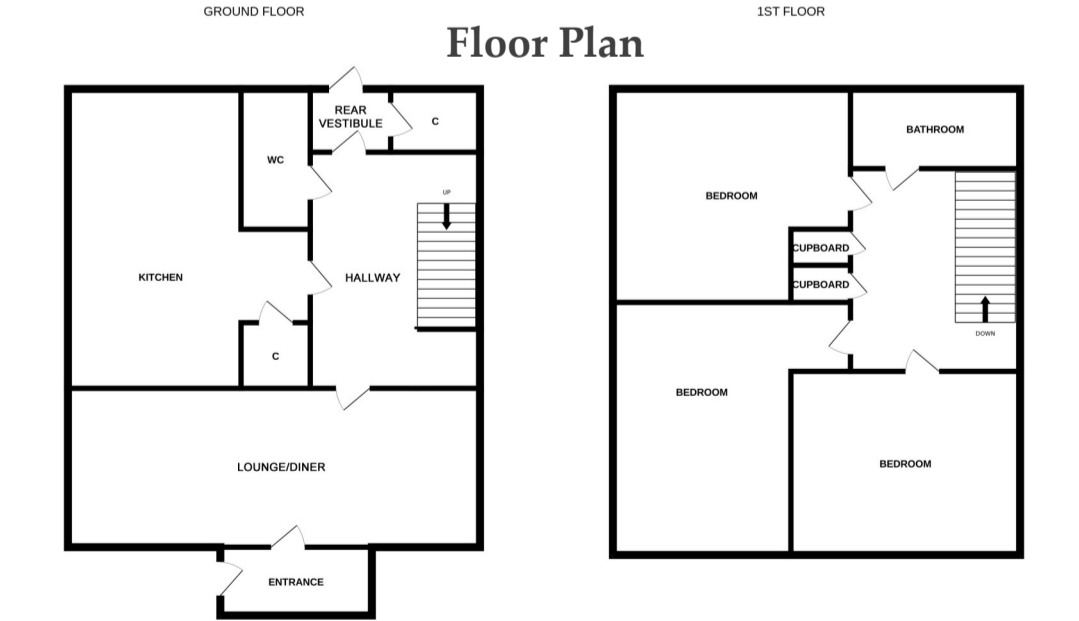 GROUND FLOOR
1ST FLOOR
Floor Plan
REAR
VESTIBULE
C
WC
UP
KITCHEN
HALLWAY
C
LOUNGE/DINER
ENTRANCE
BATHROOM
BEDROOM
CUPBOARD
CUPBOARD
DOWN
BEDROOM
BEDROOM